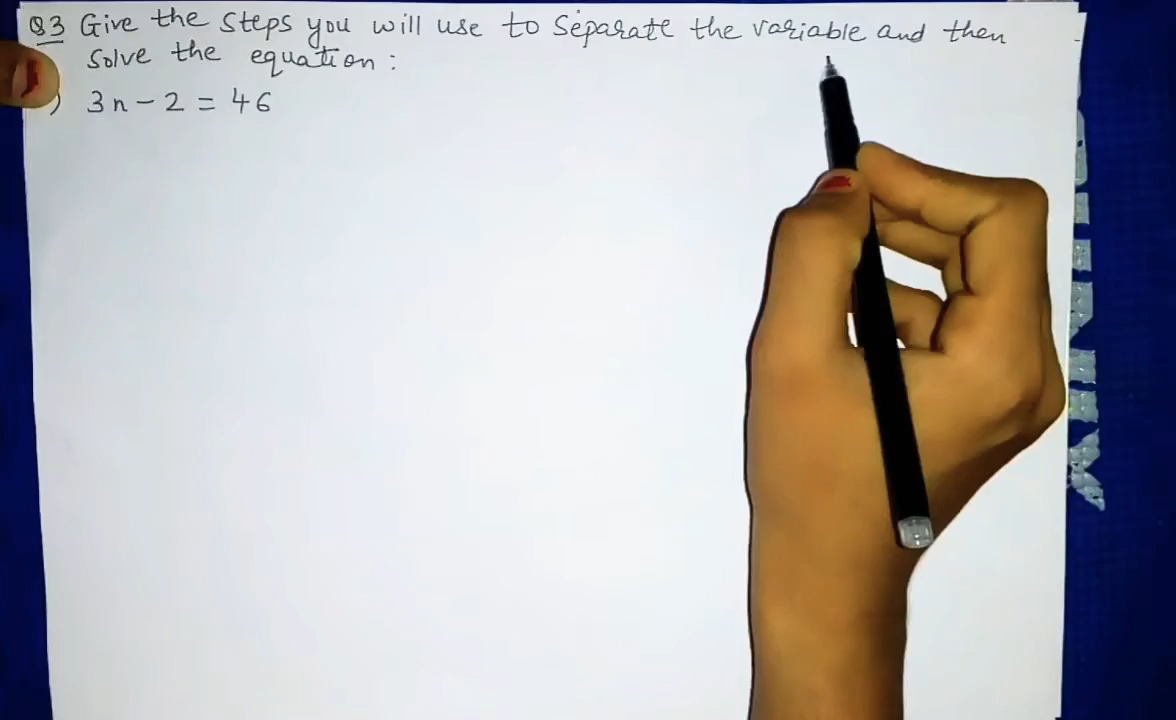 Q3 Give the steps you will use to separate the variable and then
solve the equation:
) 3n - 2 = 46